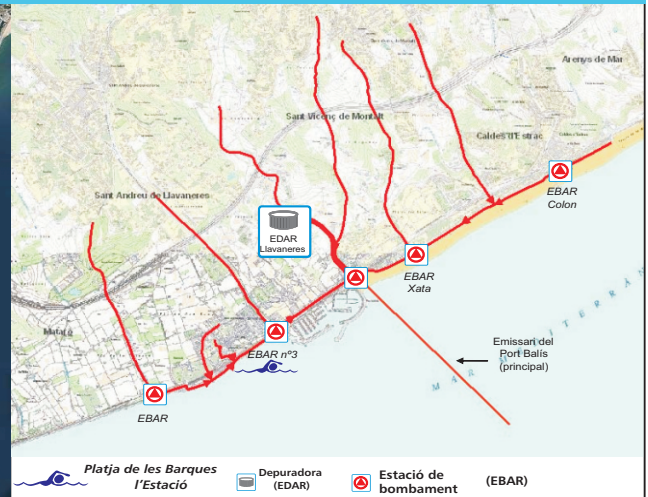 Arenys de Mar
Sant Vicenç de Montalt
Caldes d'Estrac
EBAR
Colon
Sant Andreu de Llavaneres
EDAR
Llavaneres
EBAR
Xata
Mataró
Emissari del
Port Balís
(principal)
MAR MEDITERRÀN
EBAR nº3
EBAR
Platja de les Barques
l'Estació
Depuradora
(EDAR)
Estació de
bombament
(EBAR)